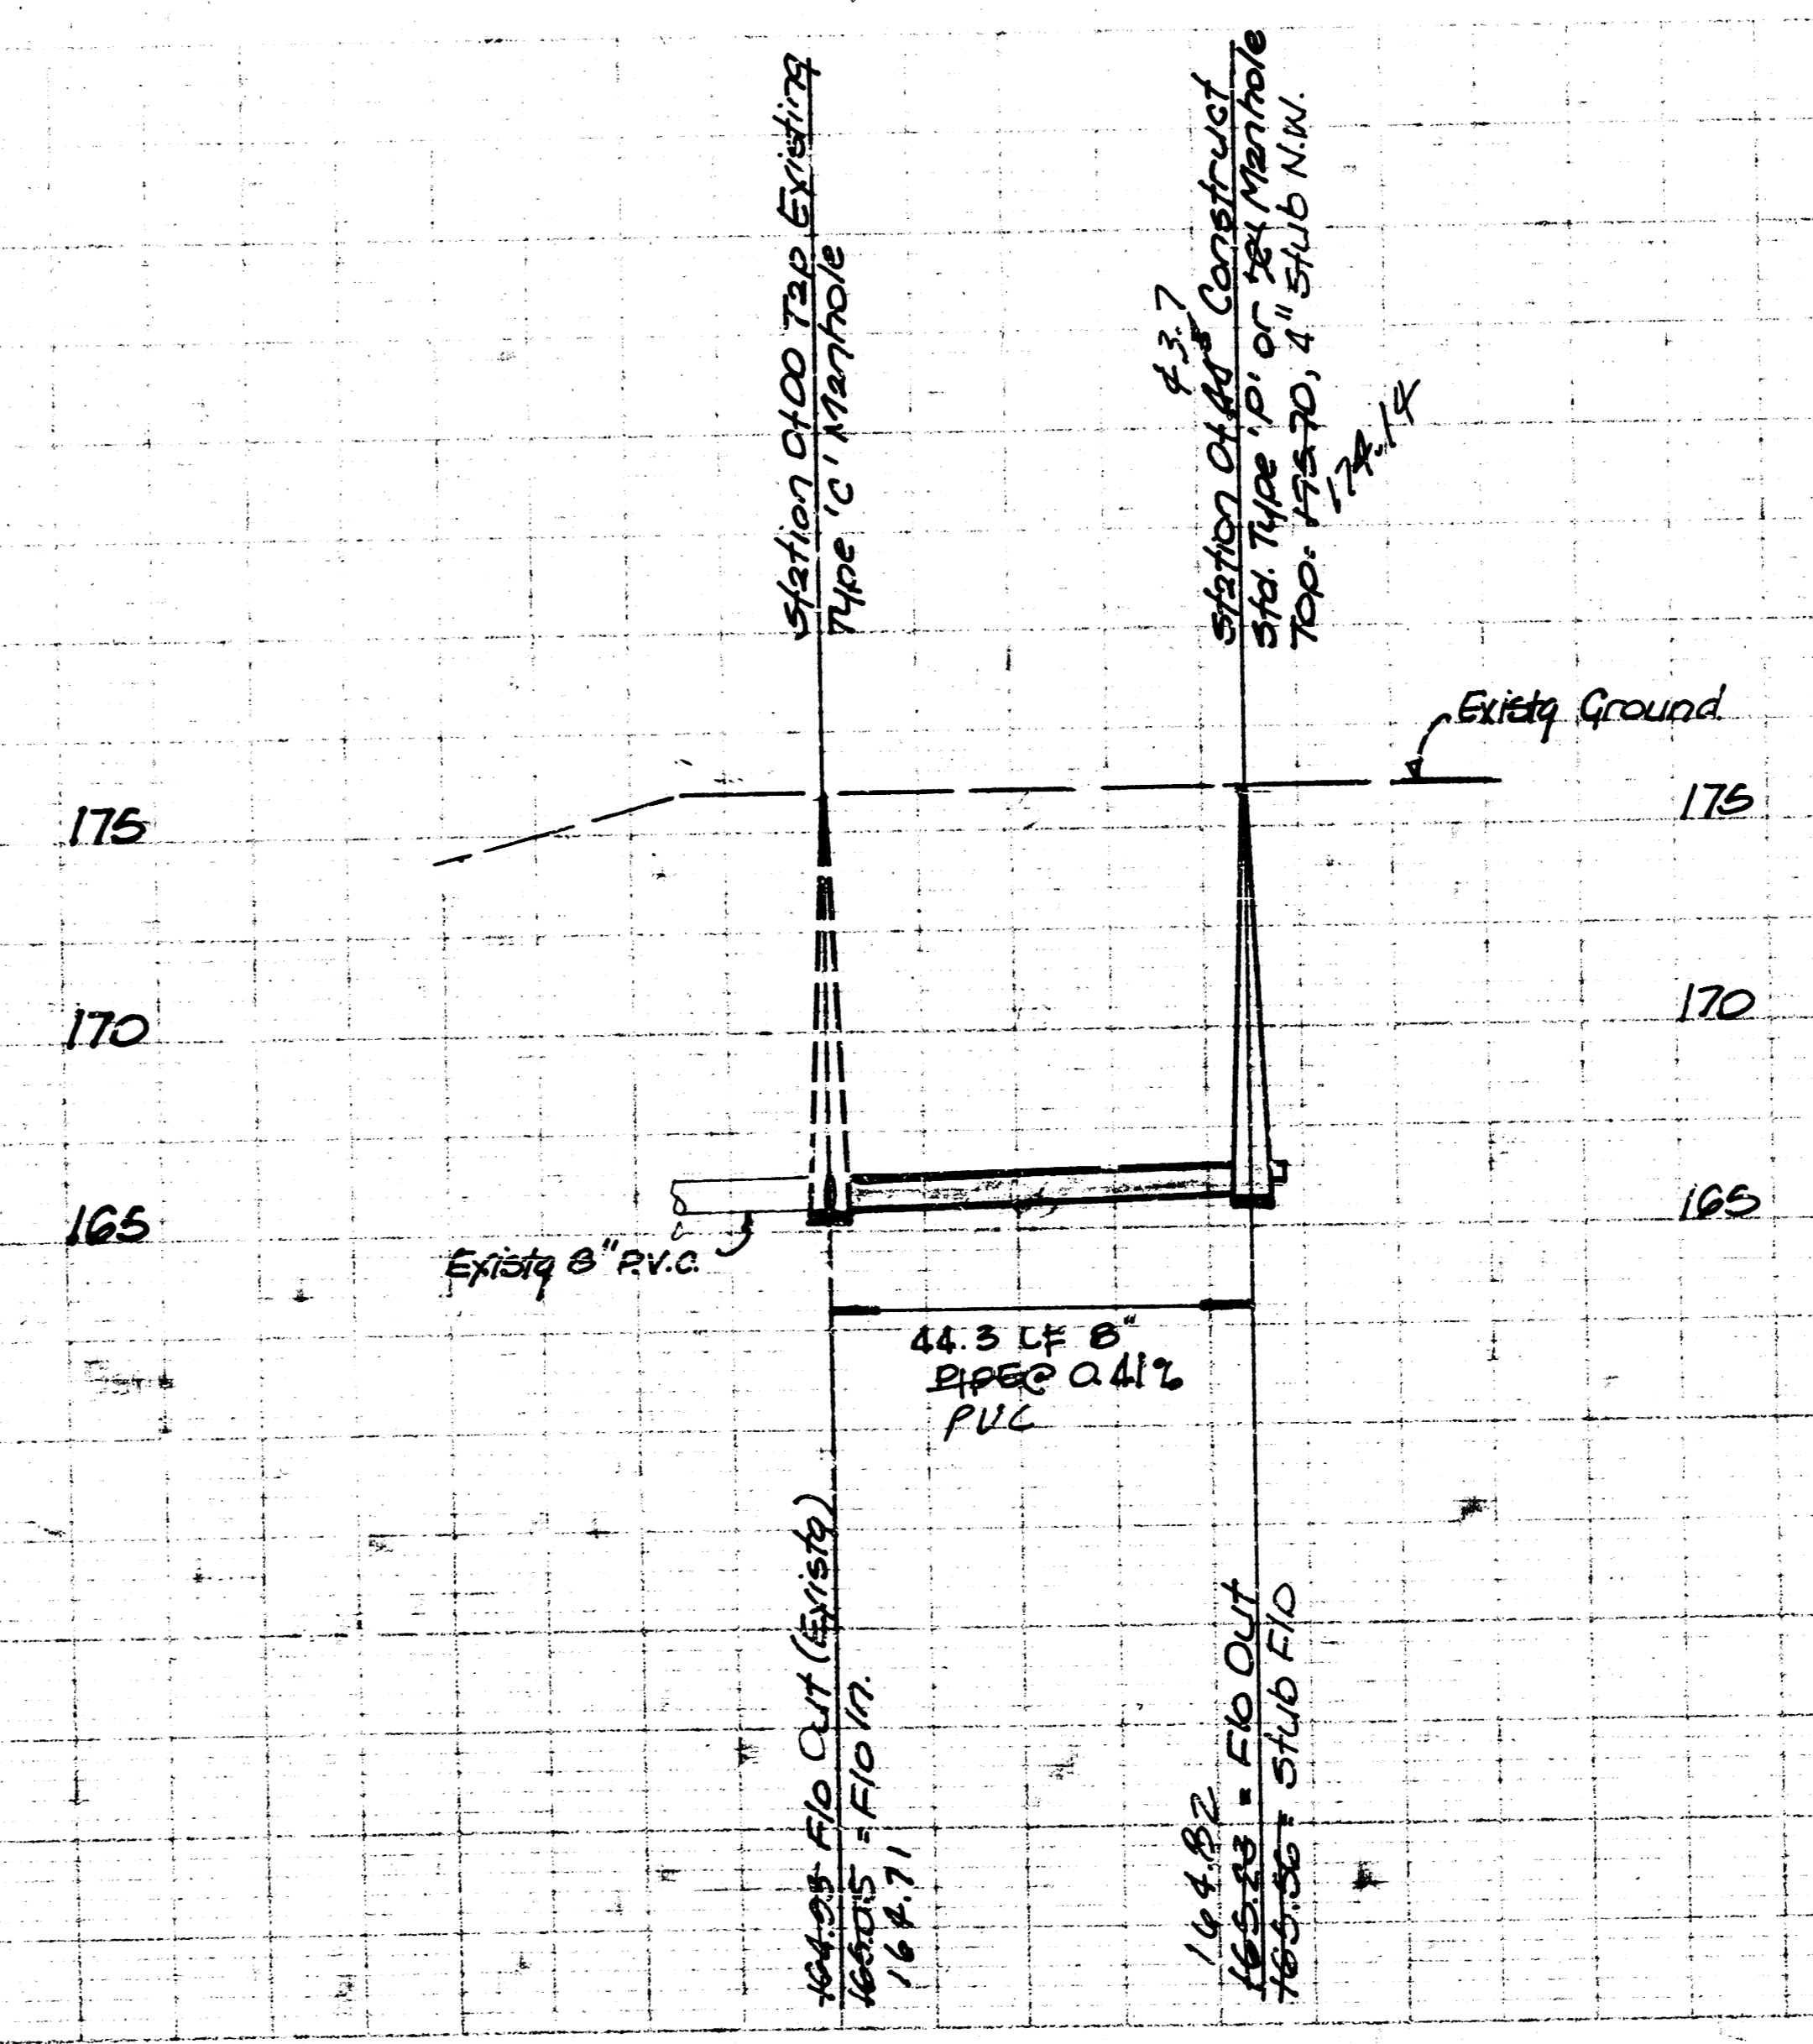 Station 0+00 Tap Existing
Type 'C' Manhole
43.7
Station 0+ Construct
Std. Type 'P' or Manhole
Top= 175.70, 4" Stub N.W.
174.14
Existg Ground
175
175
170
170
165
165
Existg 8" P.V.C.
44.3 LF 8"
PIPE@ 0.41%
PVC
164.95 Flo Out (Existg)
165.05 = Flo In.
164.71
164.82
165.23 = Flo Out
165.56 = Stub Flo